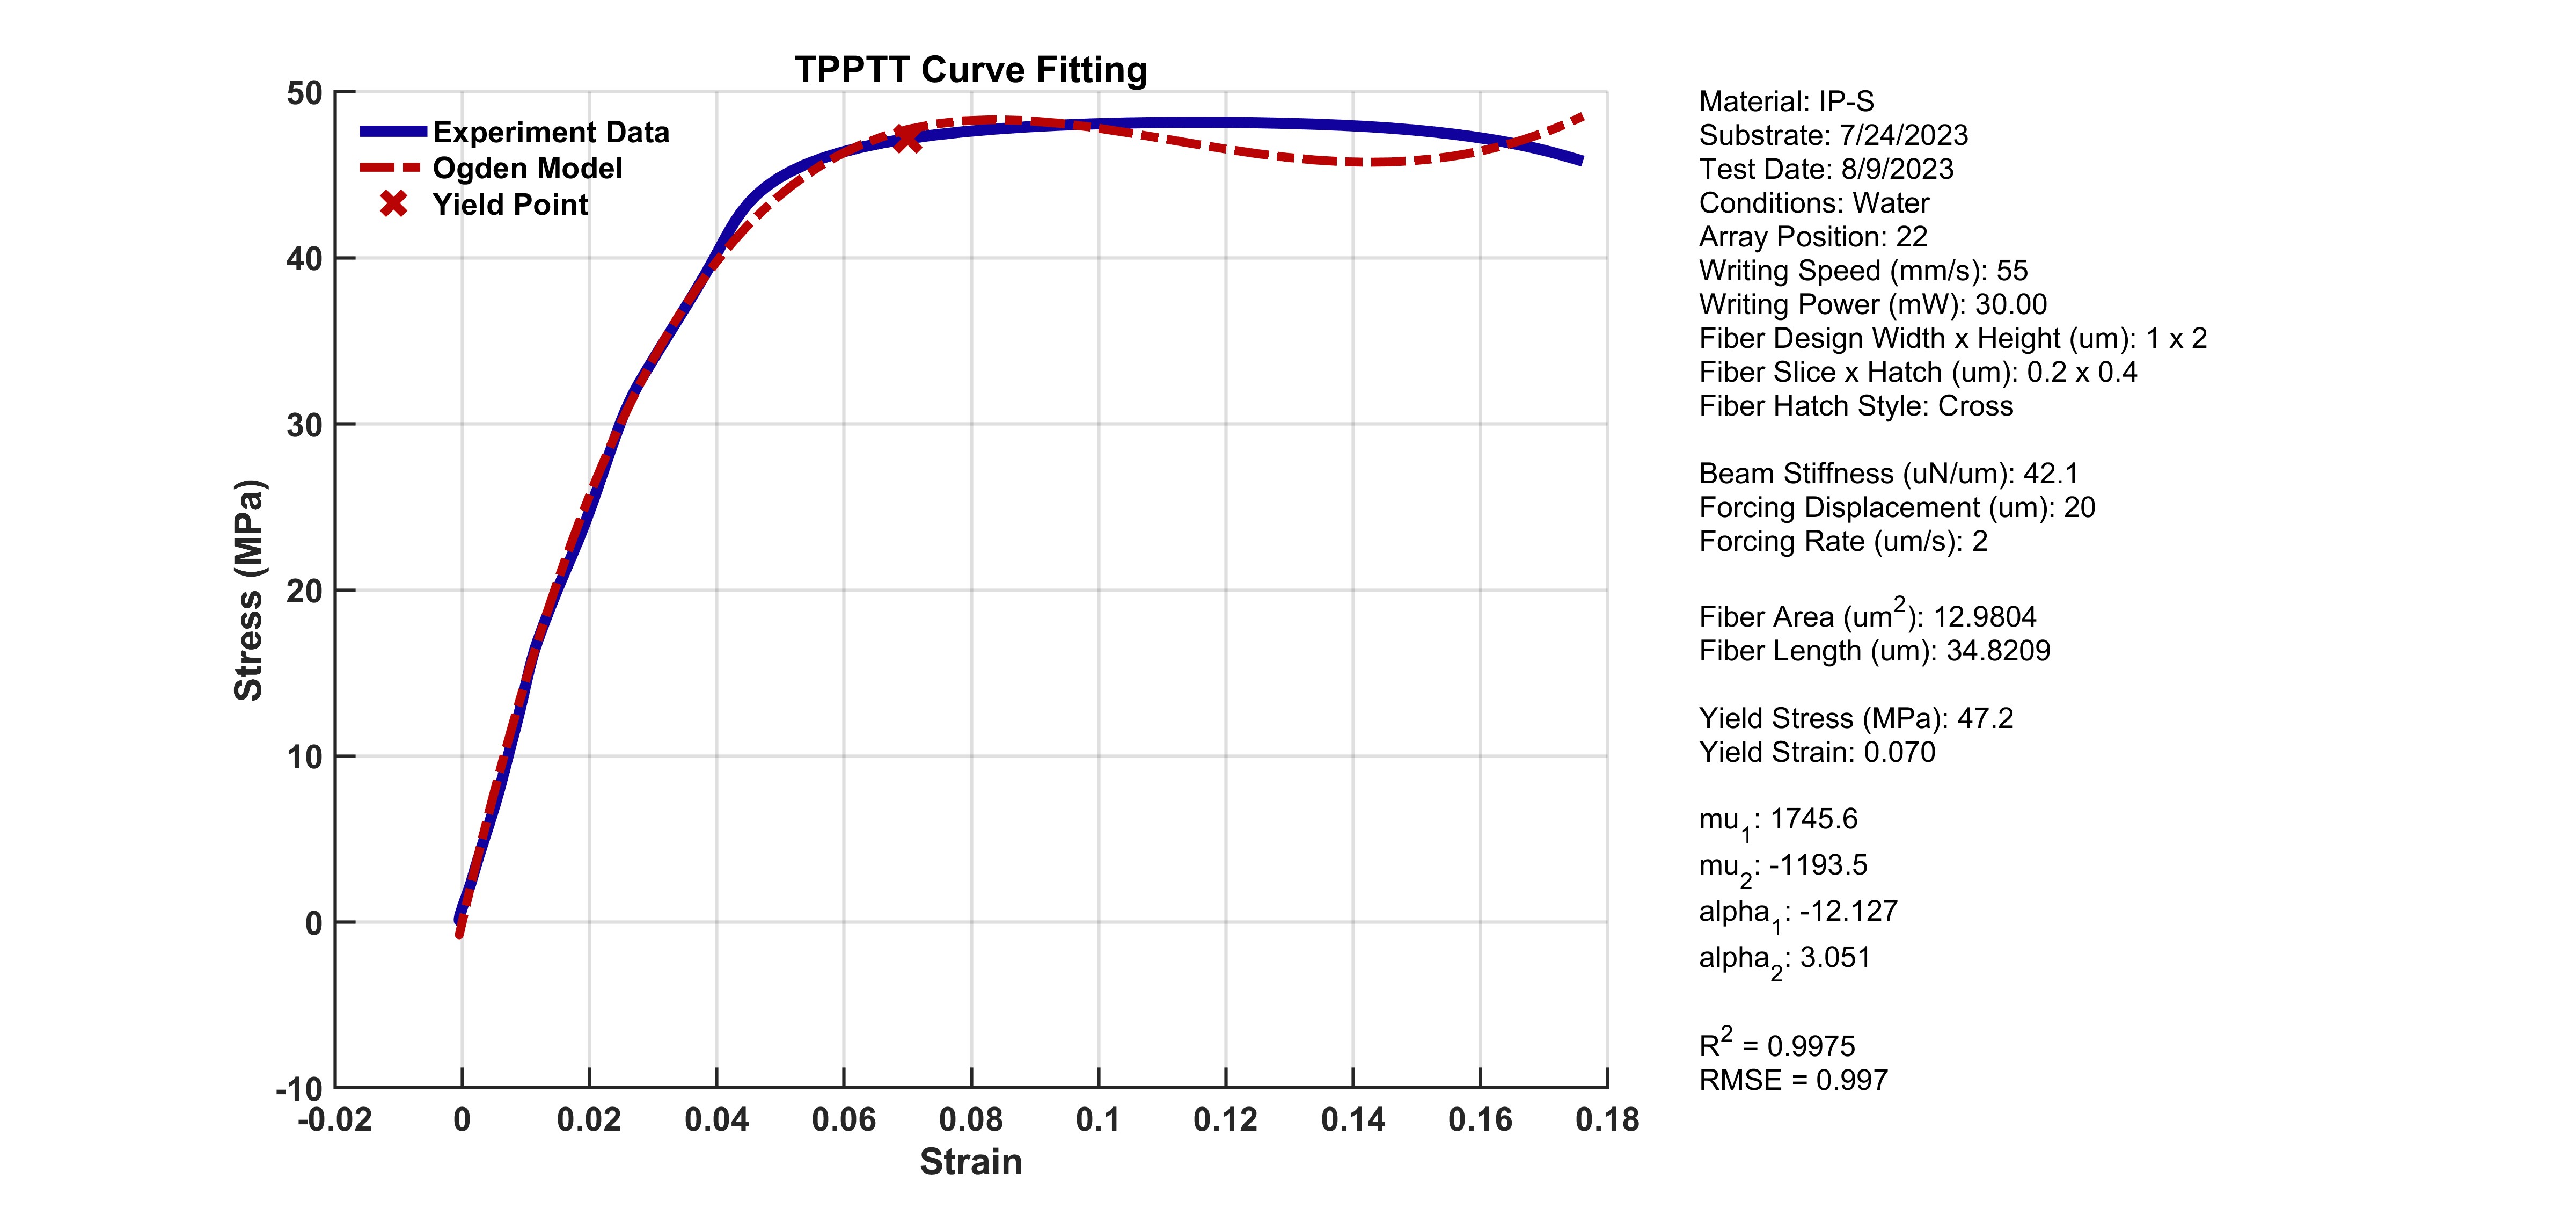 TPPTT Curve Fitting
50
40
30
20
10
0
-10
Stress (MPa)
Experiment Data
Ogden Model
Yield Point
-0.02 0 0.02 0.04 0.06 0.08 0.1 0.12 0.14 0.16 0.18
Strain
Material: IP-S
Substrate: 7/24/2023
Test Date: 8/9/2023
Conditions: Water
Array Position: 22
Writing Speed (mm/s): 55
Writing Power (mW): 30.00
Fiber Design Width x Height (um): 1 x 2
Fiber Slice x Hatch (um): 0.2 x 0.4
Fiber Hatch Style: Cross
Beam Stiffness (uN/um): 42.1
Forcing Displacement (um): 20
Forcing Rate (um/s): 2
Fiber Area (um²): 12.9804
Fiber Length (um): 34.8209
Yield Stress (MPa): 47.2
Yield Strain: 0.070
mu₁: 1745.6
mu₂: -1193.5
alpha₁: -12.127
alpha₂: 3.051
R² = 0.9975
RMSE = 0.997